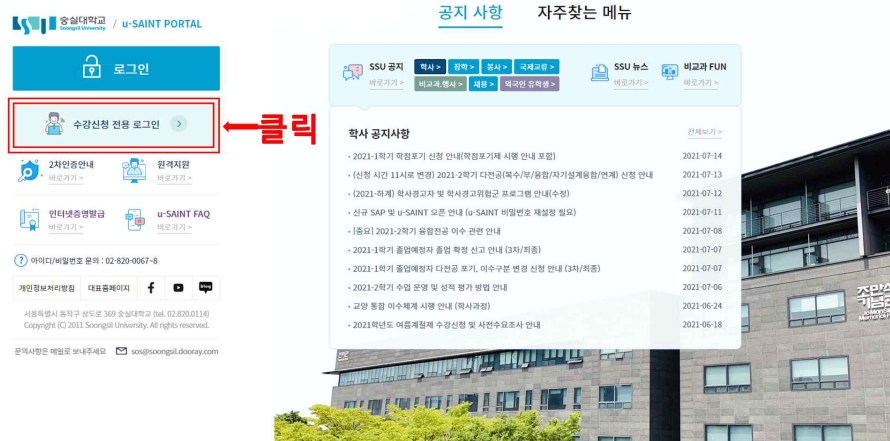 숭실대학교
Soongsil University
/ u-SAINT PORTAL
로그인
수강신청 전용 로그인 >
클릭
2차인증안내
바로가기 >
원격지원
바로가기 >
인터넷증명발급
바로가기 >
u-SAINT FAQ
바로가기 >
? 아이디/비밀번호 문의 : 02-820-0067~8
개인정보처리방침 대표홈페이지 f blog
서울특별시 동작구 상도로 369 숭실대학교 (tel. 02.820.0114)
Copyright (C) 2011 Soongsil University. All rights reserved.
문의사항은 메일로 보내주세요 sos@soongsil.dooray.com
공지 사항 자주찾는 메뉴
SSU 공지
바로가기 >
학사 > 장학 > 봉사 > 국제교류 >
비교과.행사 > 채용 > 외국인 유학생 >
SSU 뉴스
바로가기 >
비교과 FUN
바로가기 >
학사 공지사항 전체보기 >
· 2021-1학기 학점포기 신청 안내(학점포기제 시행 안내 포함) 2021-07-14
· (신청 시간 11시로 변경) 2021-2학기 다전공(복수/부/융합/자기설계융합/연계) 신청 안내 2021-07-13
· (2021-하계) 학사경고자 및 학사경고위험군 프로그램 안내(수정) 2021-07-12
· 신규 SAP 및 u-SAINT 오픈 안내 (u-SAINT 비밀번호 재설정 필요) 2021-07-11
· [중요] 2021-2학기 융합전공 이수 관련 안내 2021-07-08
· 2021-1학기 졸업예정자 졸업 확정 신고 안내 (3차/최종) 2021-07-07
· 2021-1학기 졸업예정자 다전공 포기, 이수구분 변경 신청 안내 (3차/최종) 2021-07-07
· 2021-2학기 수업 운영 및 성적 평가 방법 안내 2021-07-06
· 교양 통합 이수체계 시행 안내 (학사과정) 2021-06-24
· 2021학년도 여름계절제 수강신청 및 사전수요조사 안내 2021-06-18